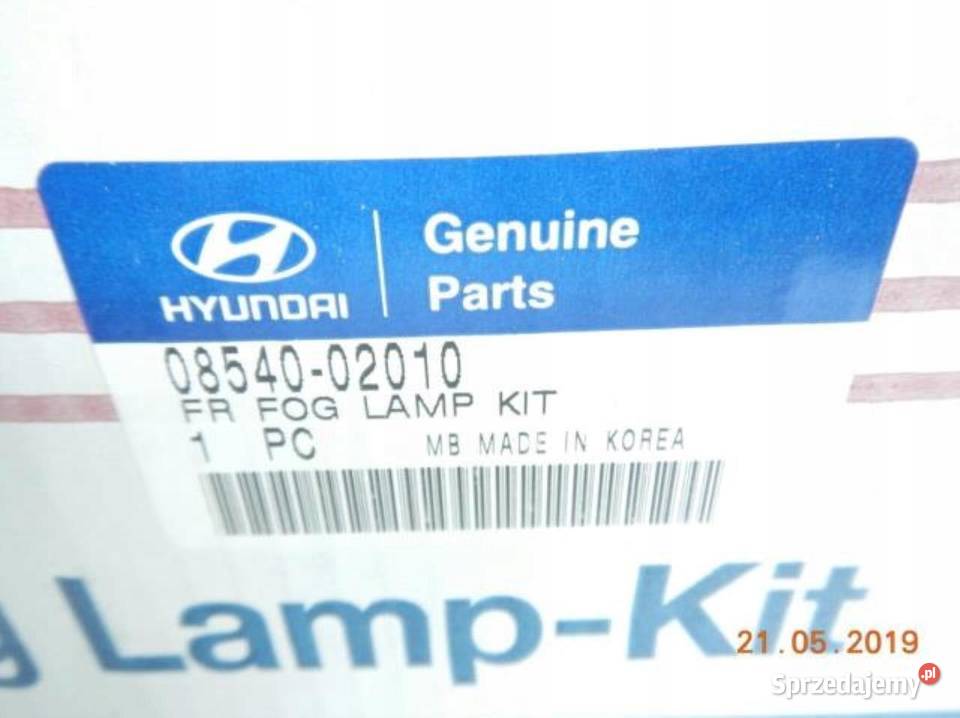 HYUNDAI
Genuine
Parts
08540-02010
FR FOG LAMP KIT
1 PC MB MADE IN KOREA
g Lamp-Kit
21.05.2019
Sprzedajemy.pl